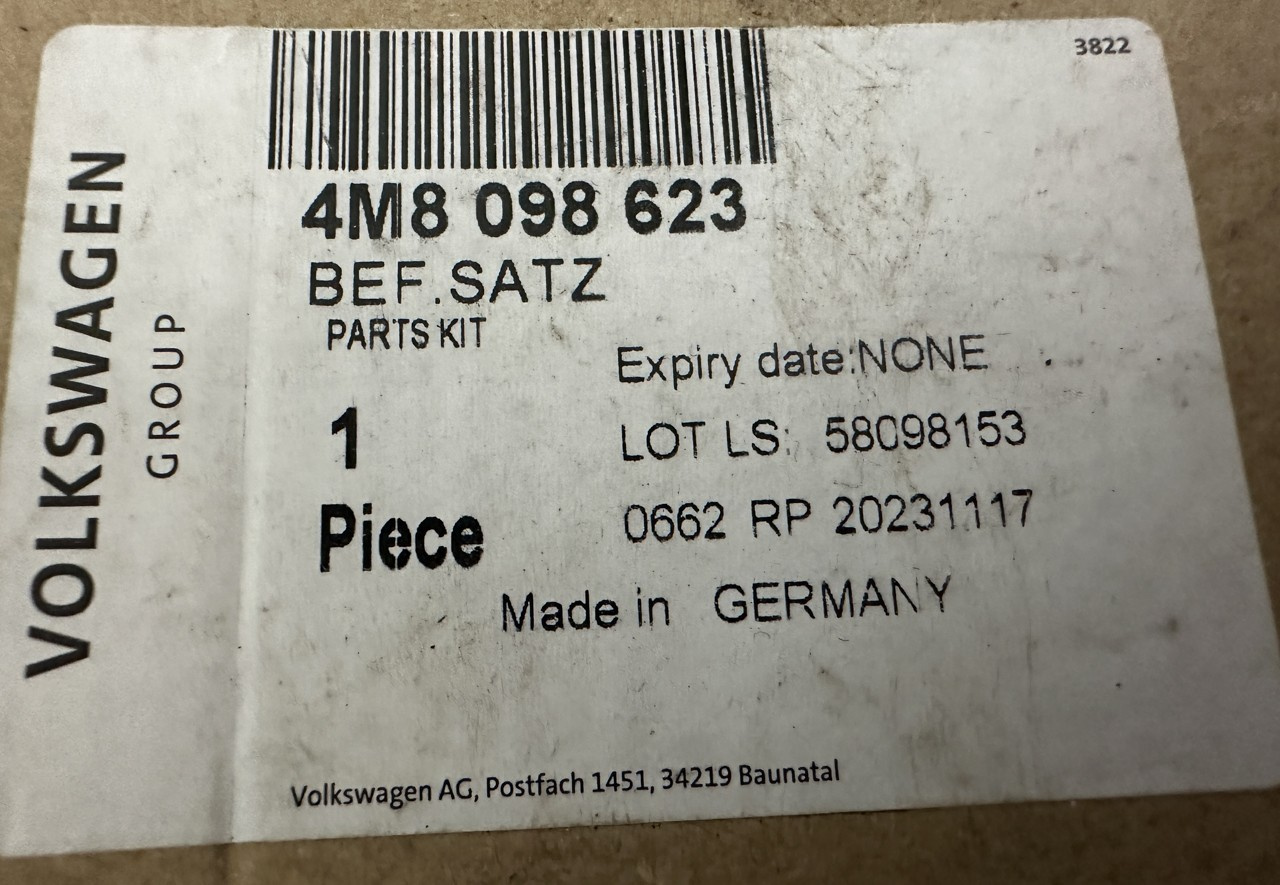 3822
VOLKSWAGEN
GROUP
4M8 098 623
BEF.SATZ
PARTS KIT
Expiry date:NONE
1
LOT LS: 58098153
Piece
0662 RP 20231117
Made in GERMANY
Volkswagen AG, Postfach 1451, 34219 Baunatal